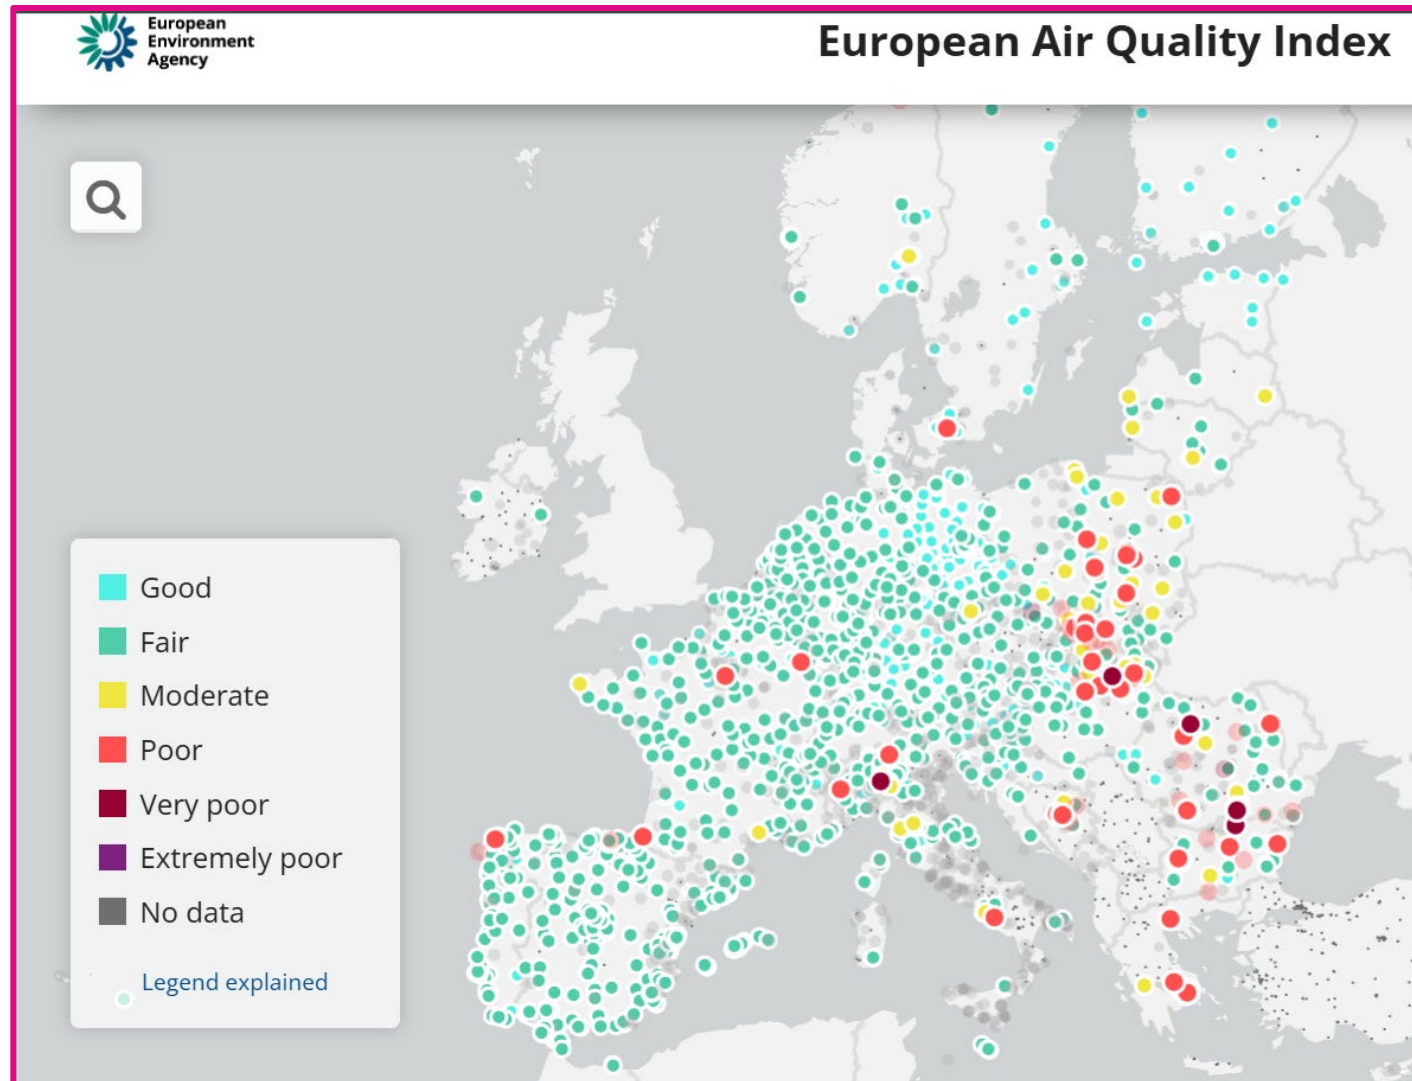 European
Environment
Agency
European Air Quality Index
Good
Fair
Moderate
Poor
Very poor
Extremely poor
No data
Legend explained